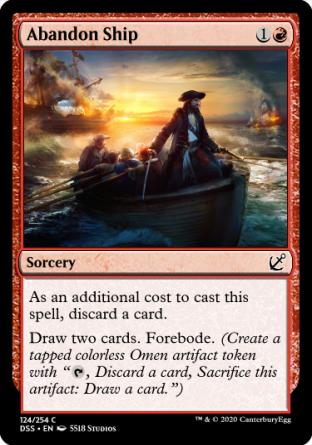 Abandon Ship 1
Sorcery
As an additional cost to cast this
spell, discard a card.
Draw two cards. Forebode. (Create a
tapped colorless Omen artifact token
with “, Discard a card, Sacrifice this
artifact: Draw a card.”)
124/254 C
™ & © 2020 CanterburyEgg
DSS • EN 5518 Studios